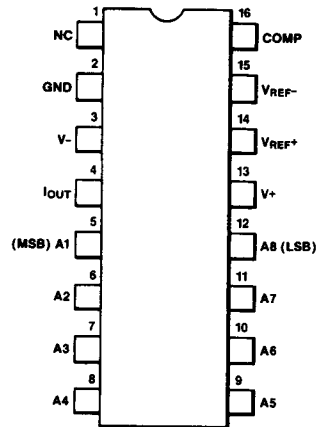 1 16
NC COMP
2 15
GND VREF−
3 14
V− VREF+
4 13
IOUT V+
5 12
(MSB) A1 A8 (LSB)
6 11
A2 A7
7 10
A3 A6
8 9
A4 A5